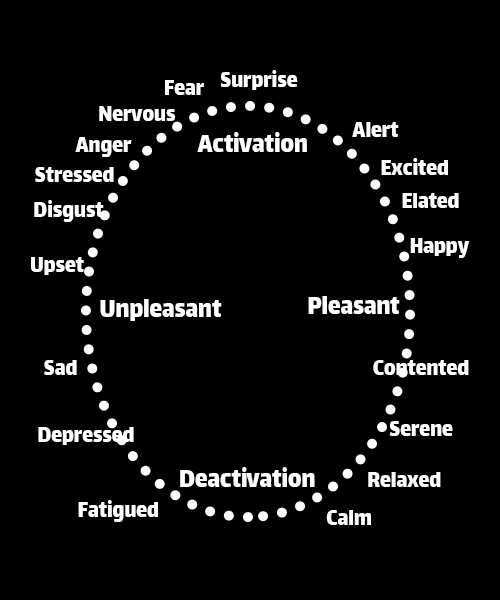 Surprise
Fear
Nervous
Alert
Anger
Activation
Excited
Stressed
Elated
Disgust
Happy
Upset
Pleasant
Unpleasant
Sad
Contented
Serene
Depressed
Deactivation
Relaxed
Fatigued
Calm